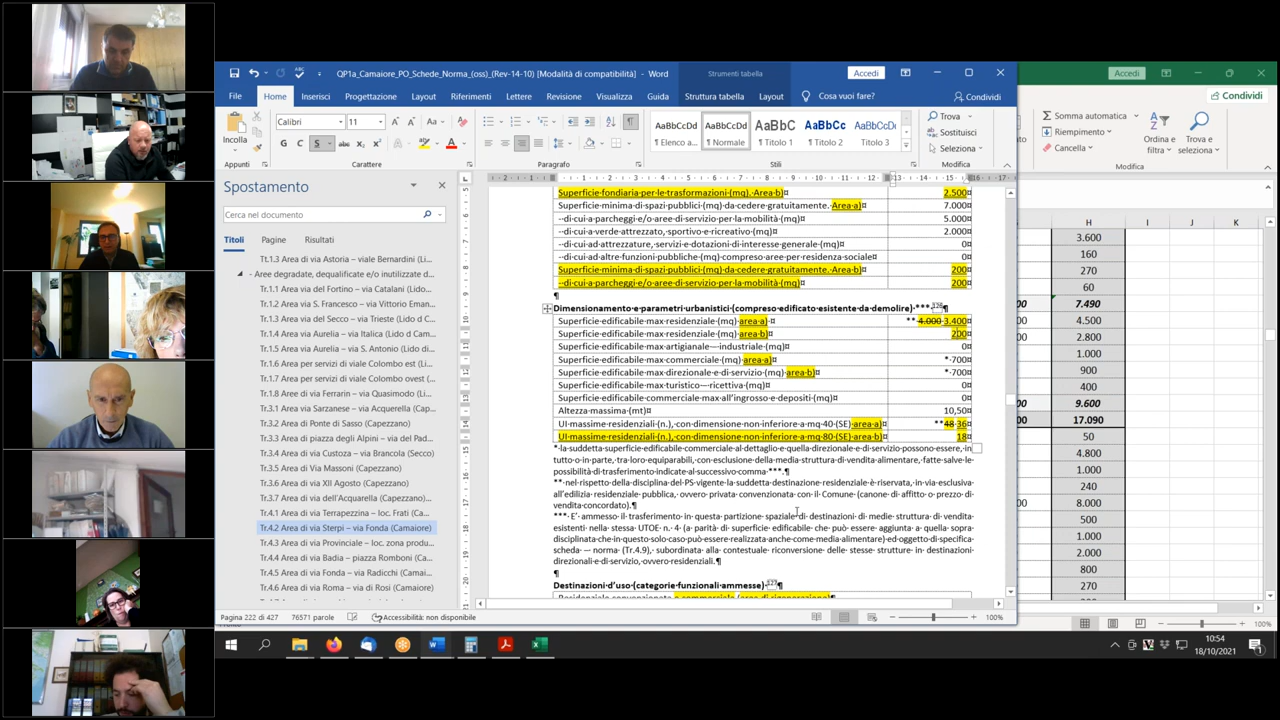 QP1a_Camaiore_PO_Schede_Norma_(oss)_(Rev-14-10) [Modalità di compatibilità] - Word
Strumenti tabella
Accedi
Accedi
File Home Inserisci Progettazione Layout Riferimenti Lettere Revisione Visualizza Guida Struttura tabella Layout Cosa vuoi fare? Condividi
Condividi
Incolla
Calibri 11
AaBbCcDd AaBbCcDd AaBbC AaBbCc AaBbCcD
¶ Elenco a... ¶ Normale ¶ Titolo 1 ¶ Titolo 2 ¶ Titolo 3
Trova
Sostituisci
Seleziona
Somma automatica
Riempimento
Cancella
Ordina e filtra
Trova e seleziona
Appunti Carattere Paragrafo Stili Modifica
Modifica
Spostamento
Cerca nel documento
Titoli Pagine Risultati
Tt.1.3 Area via di Astoria – viale Bernardi...
- Aree degradate, dequalificate e/o inutilizzate d...
Tr.1.1 Area via del Fortino – via Catalani (Lido...
Tr.1.2 Area via S. Francesco – via Vittorio Eman...
Tr.1.3 Area via del Secco – via Trieste (Lido di C...
Tr.1.4 Area via Aurelia – via Italica (Lido di Cam...
Tr.1.5 Area via Aurelia – via S. Antonio (Lido di...
Tr.1.6 Area per servizi di viale Colombo est (Lid...
Tr.1.7 Area per servizi di viale Colombo ovest (...
Tr.1.8 Area via Ferrarin – via Quasimodo (Lido...
Tr.3.1 Area via Sarzanese – via Acquerella (Cap...
Tr.3.2 Area via Ponte di Sasso (Capezzano)
Tr.3.3 Area di piazza degli Alpini – via del Pad...
Tr.3.4 Area via Custoza – via Brancola (Secco)
Tr.3.5 Area via Massoni (Capezzano)
Tr.3.6 Area via XII Agosto (Capezzano)
Tr.3.7 Area via dell'Acquarella (Capezzano)
Tr.4.1 Area via Terrapezzina – loc. Frati (Camai...
Tr.4.2 Area di via Sterpi – via Fonda (Camaiore)
Tr.4.3 Area via Provinciale – loc. zona produ...
Tr.4.4 Area via Badia – piazza Romboni (Camai...
Tr.4.5 Area via di Fonda – via Radicchi (Camaio...
Tr.4.6 Area via di Roma – via di Rosi (Camaiore)
Superficie fondiaria per le trasformazioni (mq). Area b) 2.500
Superficie minima di spazi pubblici (mq) da cedere gratuitamente. Area a) 7.000
--di cui a parcheggi e/o aree di servizio per la mobilità (mq) 5.000
--di cui a verde attrezzato, sportivo e ricreativo (mq) 2.000
--di cui ad attrezzature, servizi e dotazioni di interesse generale (mq) 0
--di cui ad altre funzioni pubbliche (mq) compreso aree per residenza sociale 0
Superficie minima di spazi pubblici (mq) da cedere gratuitamente. Area b) 200
--di cui a parcheggi e/o aree di servizio per la mobilità (mq) 200
Dimensionamento e parametri urbanistici (compreso edificato esistente da demolire) ***
Superficie edificabile max residenziale (mq) area a) ** 4.000 3.400
Superficie edificabile max residenziale (mq) area b) 200
Superficie edificabile max artigianale – industriale (mq) 0
Superficie edificabile max commerciale (mq) area a) * 700
Superficie edificabile max direzionale e di servizio (mq) area b) * 700
Superficie edificabile max turistico – ricettiva (mq) 0
Superficie edificabile commerciale max all'ingrosso e depositi (mq) 0
Altezza massima (mt) 10,50
UI massime residenziali (n.), con dimensione non inferiore a mq 40 (SE) area a) ** 48 36
UI massime residenziali (n.), con dimensione non inferiore a mq 80 (SE) area b) 18
* la suddetta superficie edificabile commerciale al dettaglio e quella direzionale e di servizio possono essere, in
tutto o in parte, tra loro equiparabili, con esclusione della media struttura di vendita alimentare, fatte salve le
possibilità di trasferimento indicate al successivo comma ***.
** nel rispetto della disciplina del PS vigente la suddetta destinazione residenziale è riservata, in via esclusiva
all'edilizia residenziale pubblica, ovvero privata convenzionata con il Comune (canone di affitto o prezzo di
vendita concordato).
*** E' ammesso il trasferimento in questa partizione spaziale di destinazioni di medie strutture di vendita
esistenti nella stessa UTOE n. 4 (a parità di superficie edificabile che può essere aggiunta a quella sopra
disciplinata che in questo solo caso può essere realizzata anche come media alimentare) ed oggetto di specifica
scheda – norma (Tr.4.9), subordinata alla contestuale riconversione delle stesse strutture in destinazioni
direzionali e di servizio, ovvero residenziali.
Destinazioni d'uso (categorie funzionali ammesse)
H I J K
3.600
160
270
60
7.490
4.500
2.800
1.000
900
400
9.600
17.090
50
4.800
1.000
240
8.000
500
2.000
800
270
600
Pagina 222 di 427 76571 parole Accessibilità: non disponibile 100%
100%
10:54
18/10/2021